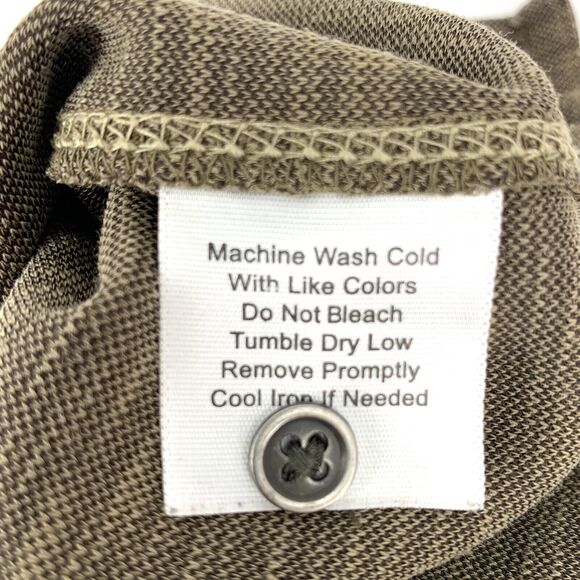 Machine Wash Cold
With Like Colors
Do Not Bleach
Tumble Dry Low
Remove Promptly
Cool Iron If Needed